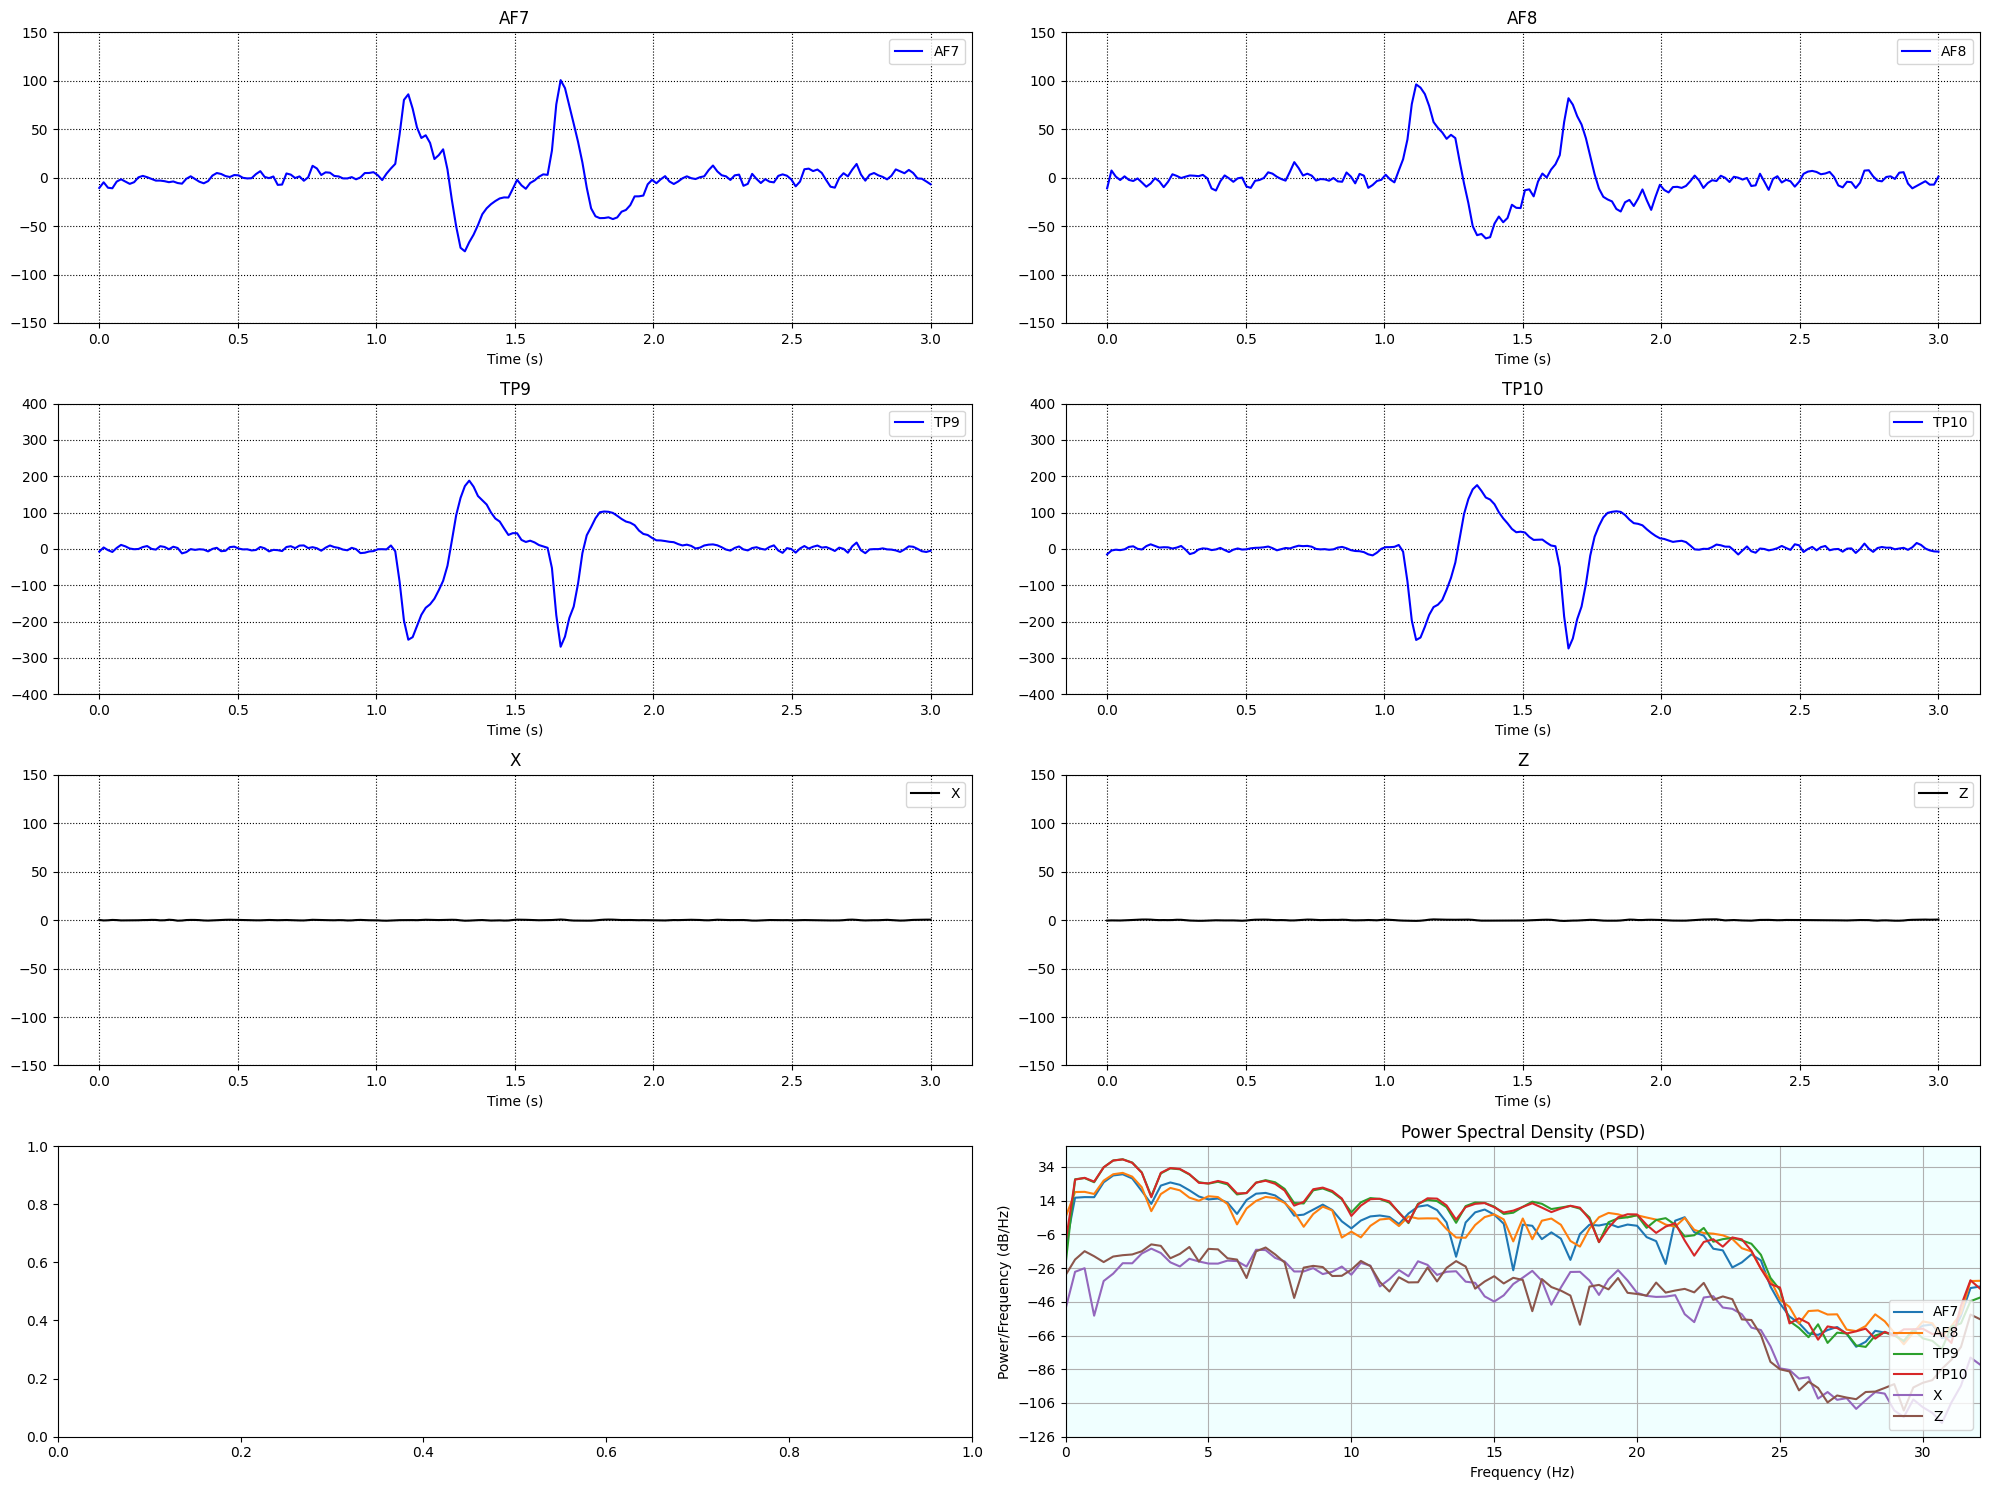 AF7
150
100
50
0
−50
−100
−150
AF7
0.0 0.5 1.0 1.5 2.0 2.5 3.0
Time (s)
AF8
150
100
50
0
−50
−100
−150
AF8
0.0 0.5 1.0 1.5 2.0 2.5 3.0
Time (s)
TP9
400
300
200
100
0
−100
−200
−300
−400
TP9
0.0 0.5 1.0 1.5 2.0 2.5 3.0
Time (s)
TP10
400
300
200
100
0
−100
−200
−300
−400
TP10
0.0 0.5 1.0 1.5 2.0 2.5 3.0
Time (s)
X
150
100
50
0
−50
−100
−150
X
0.0 0.5 1.0 1.5 2.0 2.5 3.0
Time (s)
Z
150
100
50
0
−50
−100
−150
Z
0.0 0.5 1.0 1.5 2.0 2.5 3.0
Time (s)
1.0
0.8
0.6
0.4
0.2
0.0
0.0 0.2 0.4 0.6 0.8 1.0
Power Spectral Density (PSD)
Power/Frequency (dB/Hz)
34
14
−6
−26
−46
−66
−86
−106
−126
AF7
AF8
TP9
TP10
X
Z
0 5 10 15 20 25 30
Frequency (Hz)